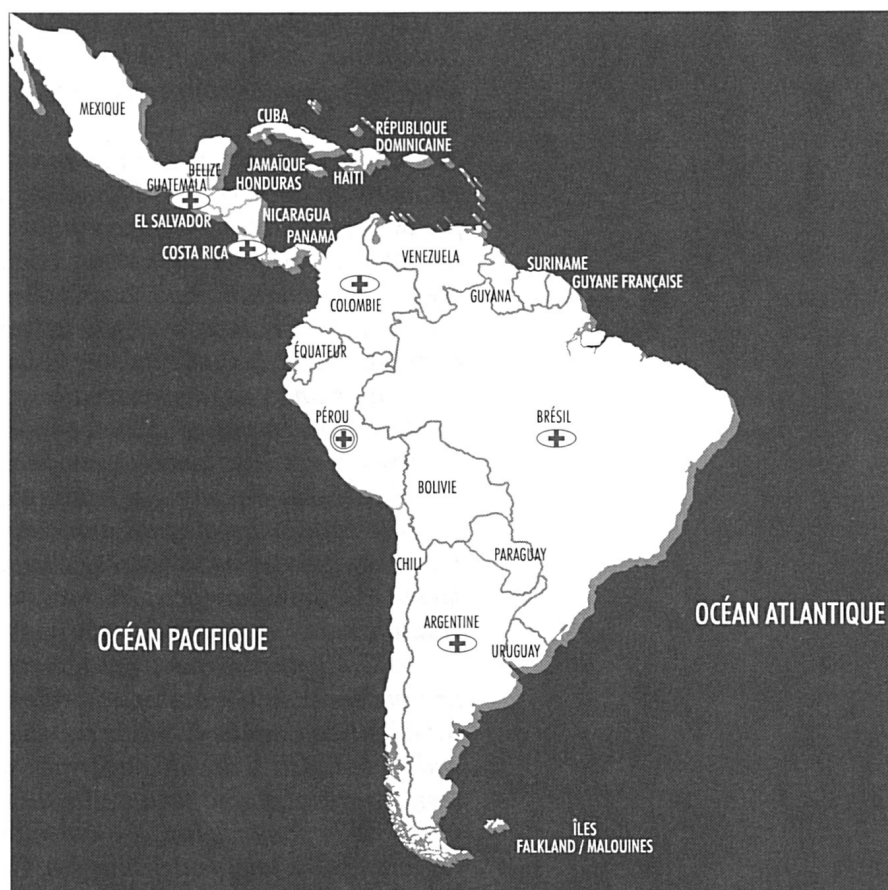 MEXIQUE
CUBA
RÉPUBLIQUE
DOMINICAINE
BELIZE
JAMAÏQUE
HAÏTI
GUATEMALA
HONDURAS
EL SALVADOR
NICARAGUA
COSTA RICA
PANAMA
VENEZUELA
SURINAME
GUYANE FRANÇAISE
GUYANA
COLOMBIE
ÉQUATEUR
PÉROU
BRÉSIL
BOLIVIE
PARAGUAY
CHILI
ARGENTINE
URUGUAY
OCÉAN PACIFIQUE
OCÉAN ATLANTIQUE
ÎLES
FALKLAND / MALOUINES